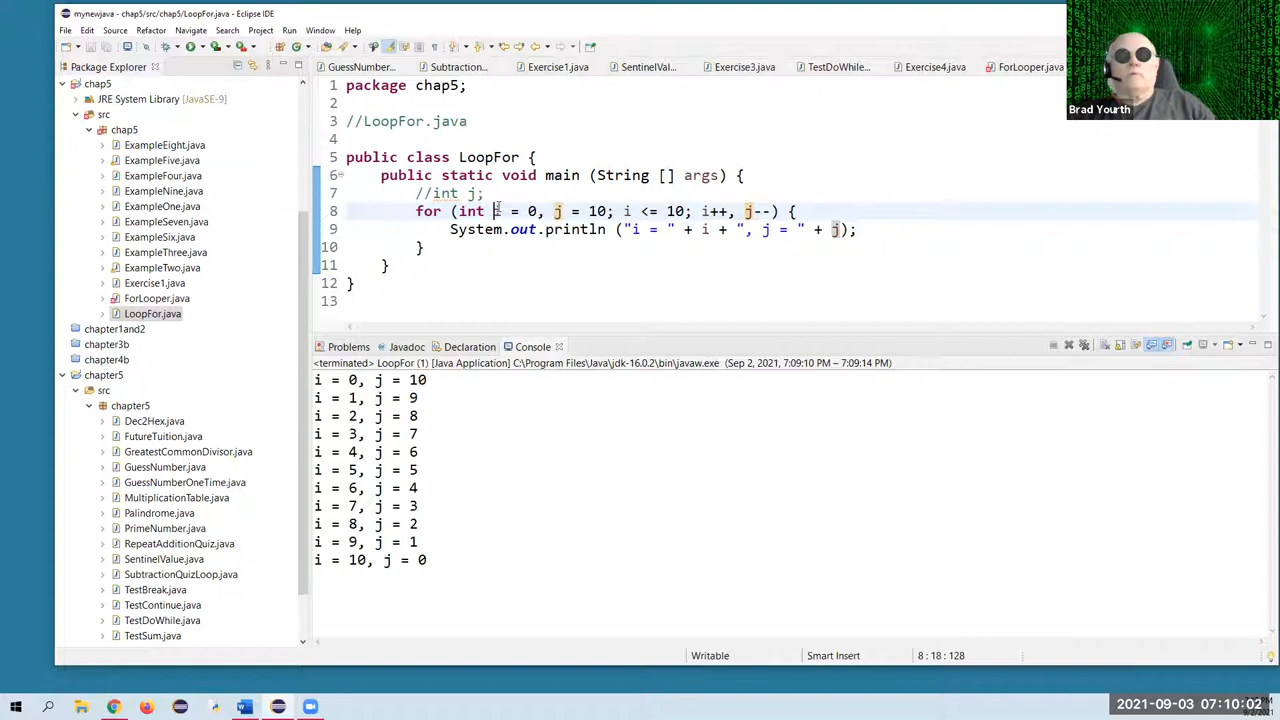 mynewjava - chap5/src/chap5/LoopFor.java - Eclipse IDE
File Edit Source Refactor Navigate Search Project Run Window Help
Package Explorer
chap5
JRE System Library [JavaSE-9]
src
chap5
ExampleEight.java
ExampleFive.java
ExampleFour.java
ExampleNine.java
ExampleOne.java
ExampleSeven.java
ExampleSix.java
ExampleThree.java
ExampleTwo.java
Exercise1.java
ForLooper.java
LoopFor.java
chapter1and2
chapter3b
chapter4b
chapter5
src
chapter5
Dec2Hex.java
FutureTuition.java
GreatestCommonDivisor.java
GuessNumber.java
GuessNumberOneTime.java
MultiplicationTable.java
Palindrome.java
PrimeNumber.java
RepeatAdditionQuiz.java
SentinelValue.java
SubtractionQuizLoop.java
TestBreak.java
TestContinue.java
TestDoWhile.java
TestSum.java
GuessNumber... Subtraction... Exercise1.java SentinelVal... Exercise3.java TestDoWhile... Exercise4.java ForLooper.java
1 package chap5;
2
3 //LoopFor.java
4
5 public class LoopFor {
6 public static void main (String [] args) {
7 //int j;
8 for (int i = 0, j = 10; i <= 10; i++, j--) {
9 System.out.println ("i = " + i + ", j = " + j);
10 }
11 }
12 }
13
Problems Javadoc Declaration Console
<terminated> LoopFor (1) [Java Application] C:\Program Files\Java\jdk-16.0.2\bin\javaw.exe (Sep 2, 2021, 7:09:10 PM – 7:09:14 PM)
i = 0, j = 10
i = 1, j = 9
i = 2, j = 8
i = 3, j = 7
i = 4, j = 6
i = 5, j = 5
i = 6, j = 4
i = 7, j = 3
i = 8, j = 2
i = 9, j = 1
i = 10, j = 0
Writable Smart Insert 8 : 18 : 128
Brad Yourth
2021-09-03 07:10:02